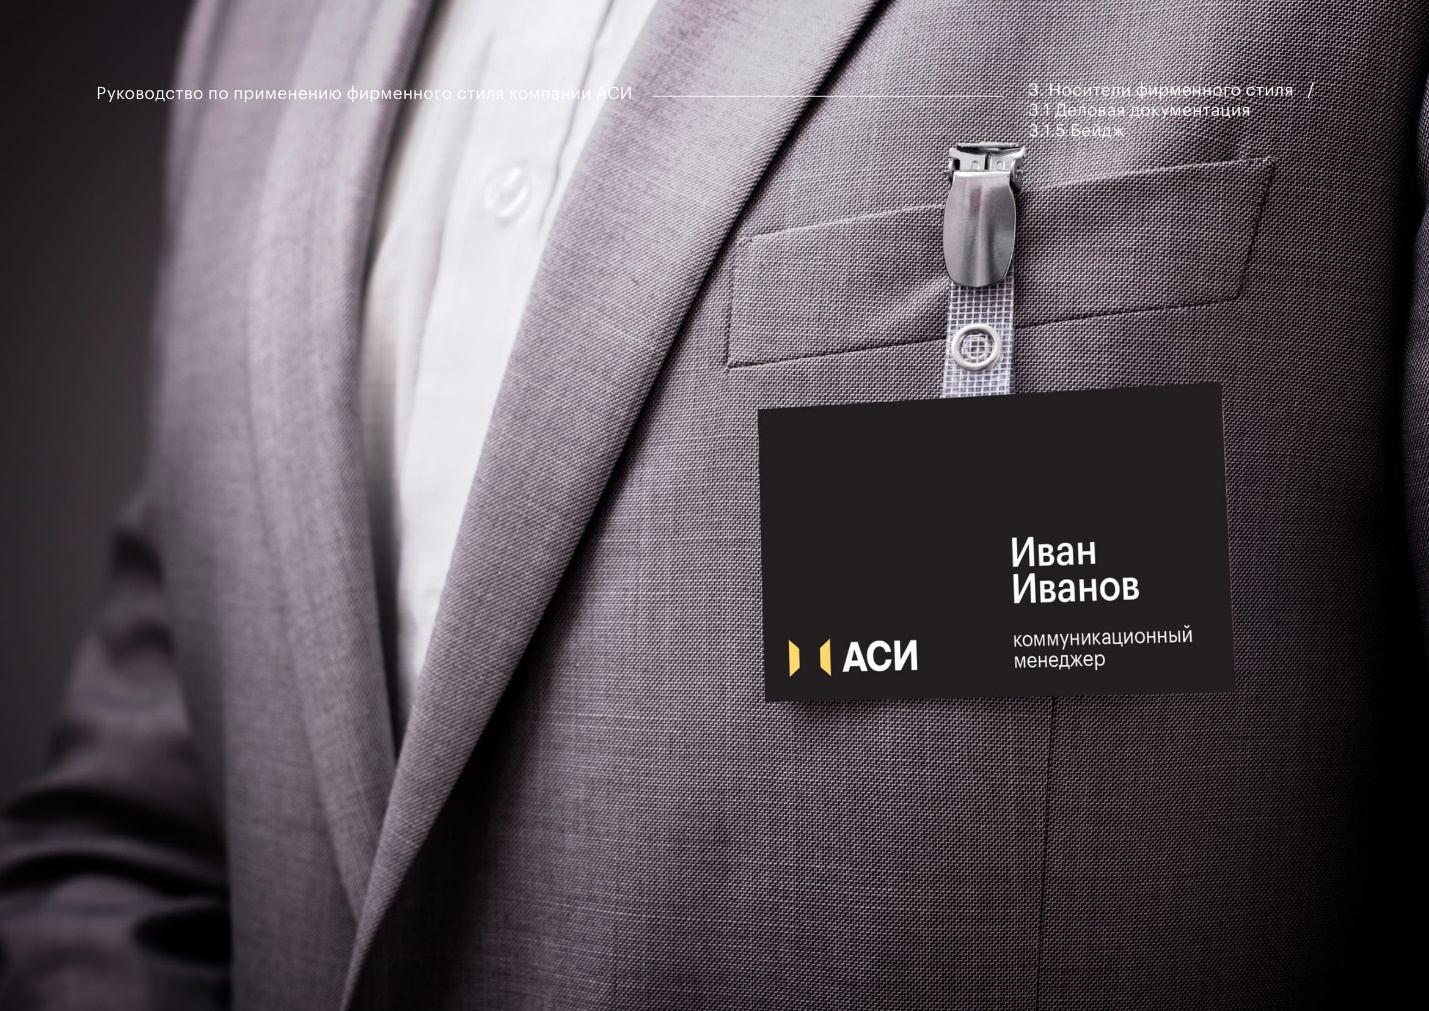 Руководство по применению фирменного стиля компании АСИ
3. Носители фирменного стиля /
3.1 Деловая документация
3.1.5 Бейдж
Иван
Иванов
коммуникационный
менеджер
АСИ